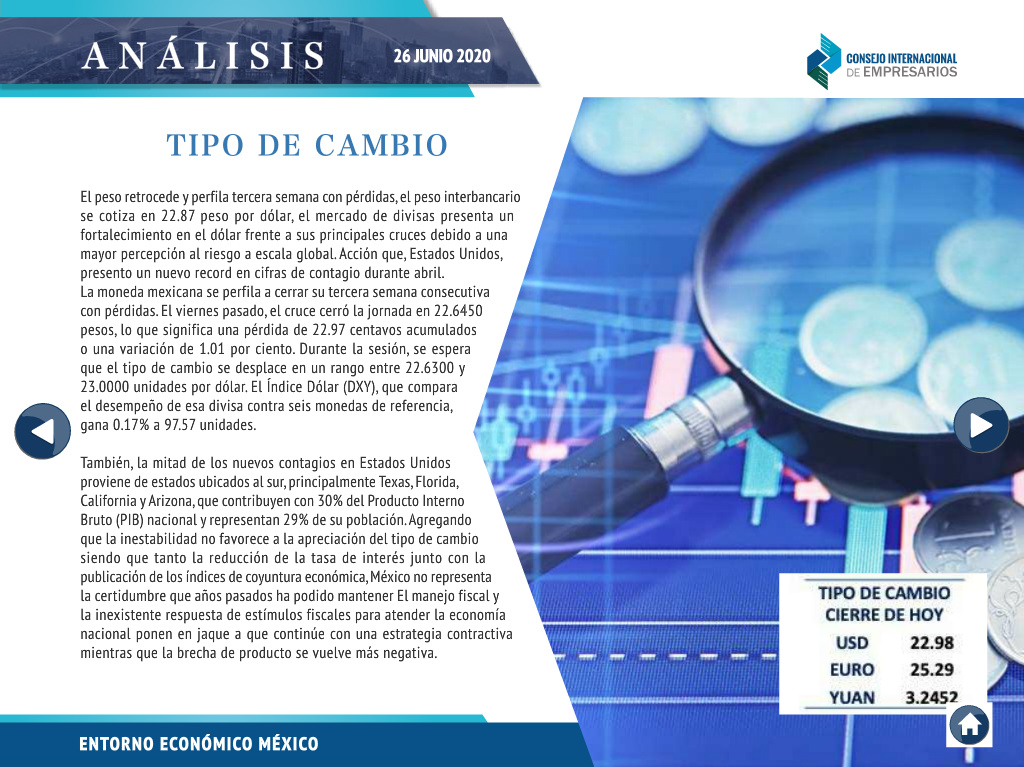 ANÁLISIS
26 JUNIO 2020
CONSEJO INTERNACIONAL
DE EMPRESARIOS
TIPO DE CAMBIO
El peso retrocede y perfila tercera semana con pérdidas, el peso interbancario
se cotiza en 22.87 peso por dólar, el mercado de divisas presenta un
fortalecimiento en el dólar frente a sus principales cruces debido a una
mayor percepción al riesgo a escala global. Acción que, Estados Unidos,
presento un nuevo record en cifras de contagio durante abril.
La moneda mexicana se perfila a cerrar su tercera semana consecutiva
con pérdidas. El viernes pasado, el cruce cerró la jornada en 22.6450
pesos, lo que significa una pérdida de 22.97 centavos acumulados
o una variación de 1.01 por ciento. Durante la sesión, se espera
que el tipo de cambio se desplace en un rango entre 22.6300 y
23.0000 unidades por dólar. El Índice Dólar (DXY), que compara
el desempeño de esa divisa contra seis monedas de referencia,
gana 0.17% a 97.57 unidades.
También, la mitad de los nuevos contagios en Estados Unidos
proviene de estados ubicados al sur, principalmente Texas, Florida,
California y Arizona, que contribuyen con 30% del Producto Interno
Bruto (PIB) nacional y representan 29% de su población. Agregando
que la inestabilidad no favorece a la apreciación del tipo de cambio
siendo que tanto la reducción de la tasa de interés junto con la
publicación de los índices de coyuntura económica, México no representa
la certidumbre que años pasados ha podido mantener El manejo fiscal y
la inexistente respuesta de estímulos fiscales para atender la economía
nacional ponen en jaque a que continúe con una estrategia contractiva
mientras que la brecha de producto se vuelve más negativa.
TIPO DE CAMBIO
CIERRE DE HOY
USD 22.98
EURO 25.29
YUAN 3.2452
ENTORNO ECONÓMICO MÉXICO